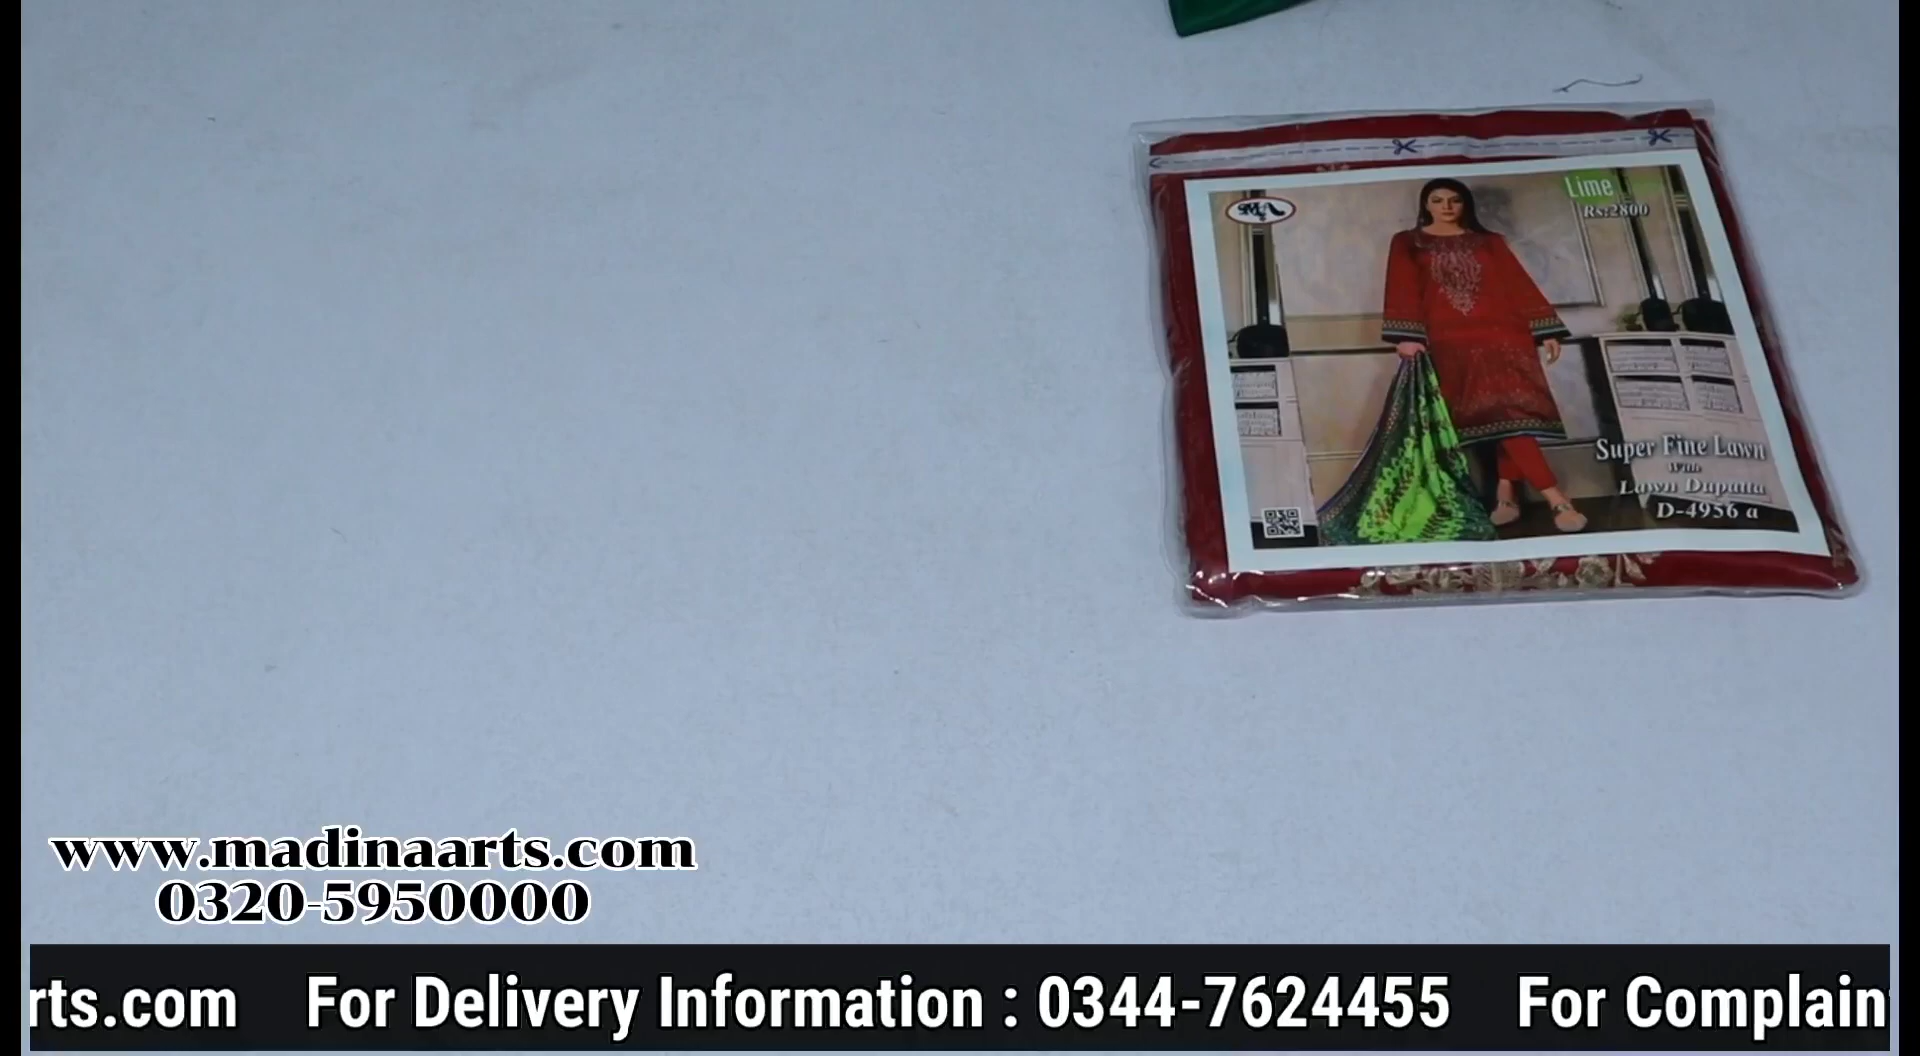 Lime
Rs:2800
Super Fine Lawn
With
Lawn Dupatta
D-4956 a
www.madinaarts.com
0320-5950000
rts.com For Delivery Information : 0344-7624455 For Complain